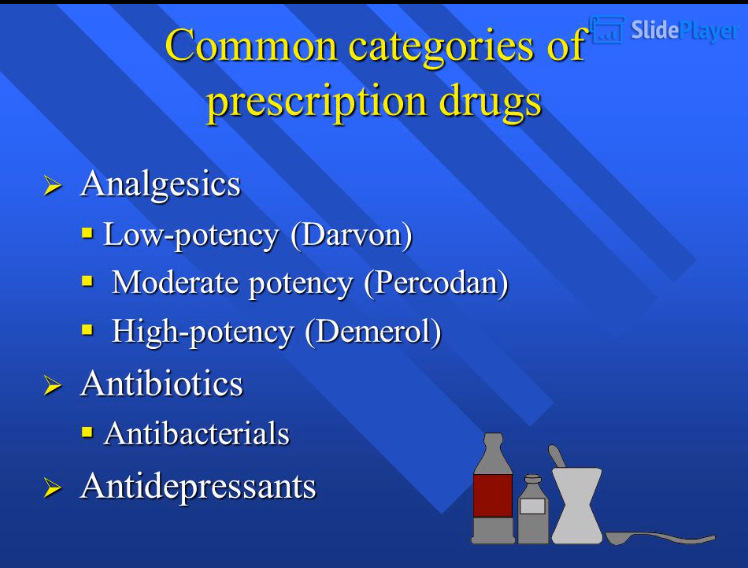 SlidePlayer
Common categories of
prescription drugs
➢ Analgesics
▪ Low-potency (Darvon)
▪ Moderate potency (Percodan)
▪ High-potency (Demerol)
➢ Antibiotics
▪ Antibacterials
➢ Antidepressants